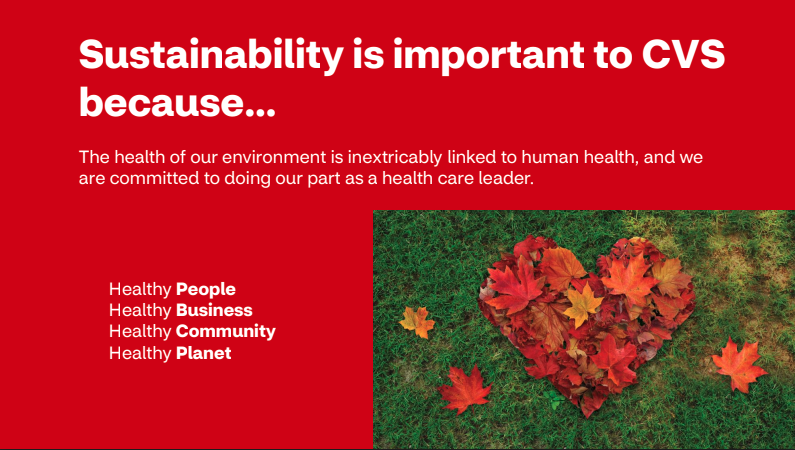 Sustainability is important to CVS
because...
The health of our environment is inextricably linked to human health, and we
are committed to doing our part as a health care leader.
Healthy People
Healthy Business
Healthy Community
Healthy Planet